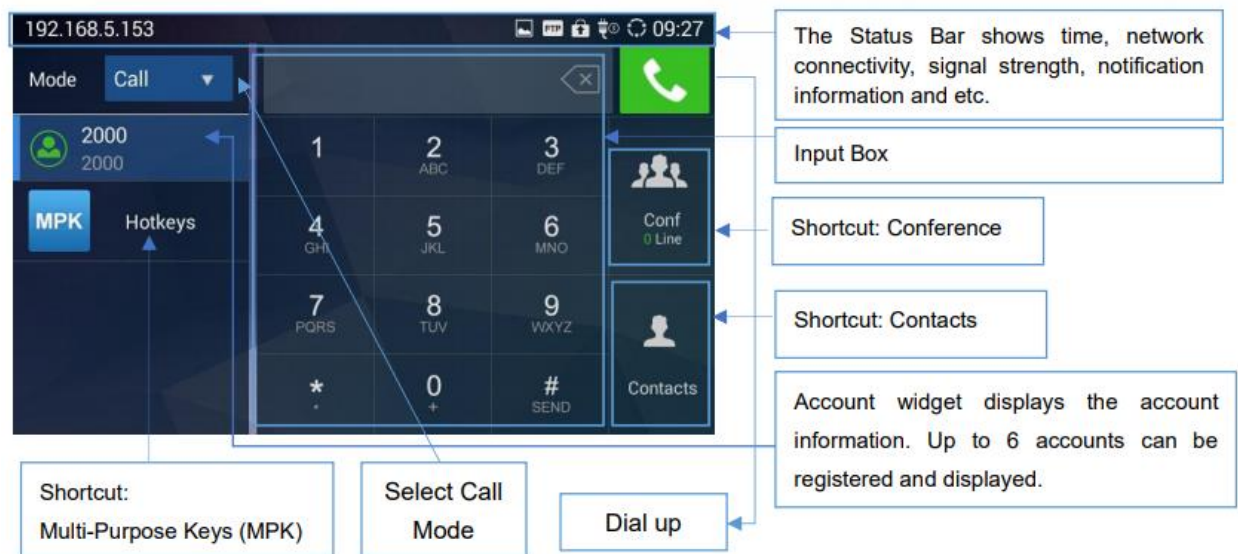 192.168.5.153
PTP
09:27
The Status Bar shows time, network
connectivity, signal strength, notification
information and etc.
Mode
Call
2000
2000
MPK
Hotkeys
1
2
ABC
3
DEF
4
GHI
5
JKL
6
MNO
7
PQRS
8
TUV
9
WXYZ
*
.
0
+
#
SEND
Conf
0 Line
Contacts
Input Box
Shortcut: Conference
Shortcut: Contacts
Account widget displays the account
information. Up to 6 accounts can be
registered and displayed.
Shortcut:
Multi-Purpose Keys (MPK)
Select Call
Mode
Dial up